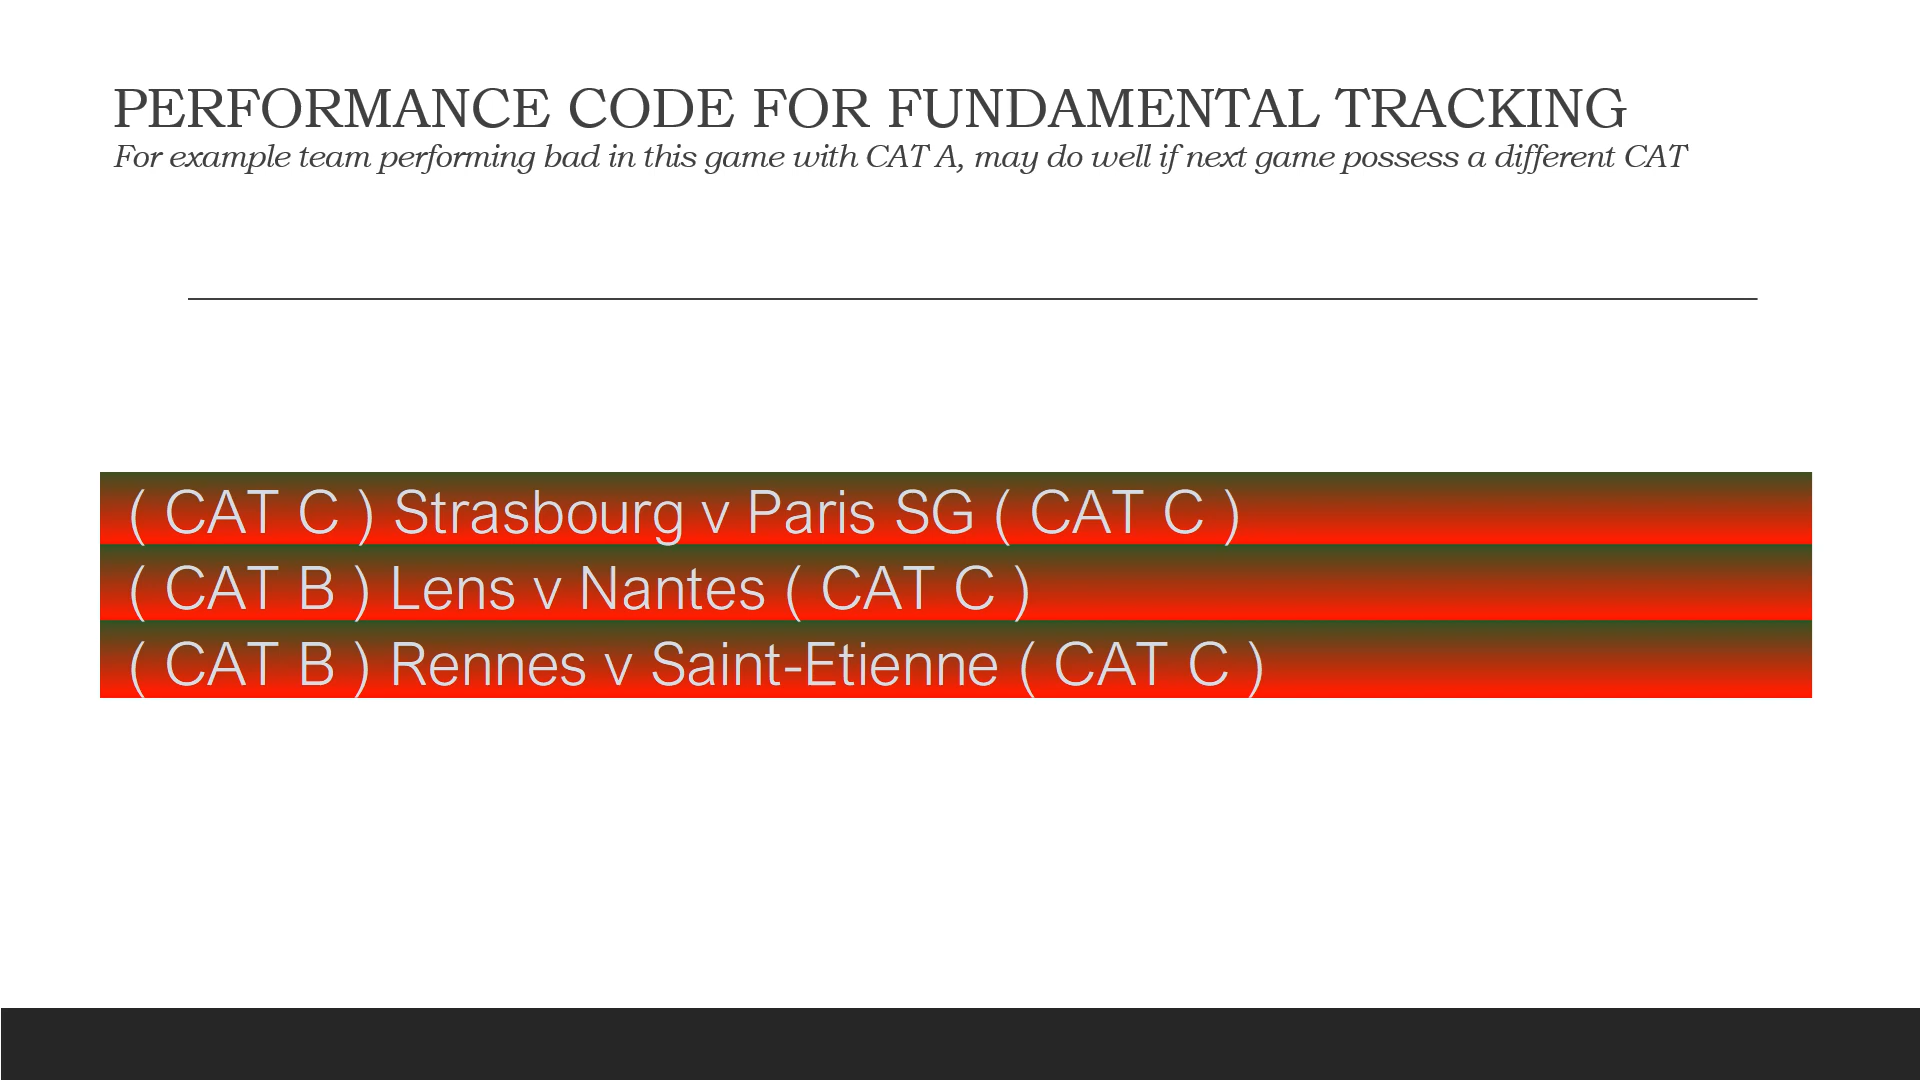 PERFORMANCE CODE FOR FUNDAMENTAL TRACKING
For example team performing bad in this game with CAT A, may do well if next game possess a different CAT
( CAT C ) Strasbourg v Paris SG ( CAT C )
( CAT B ) Lens v Nantes ( CAT C )
( CAT B ) Rennes v Saint-Etienne ( CAT C )